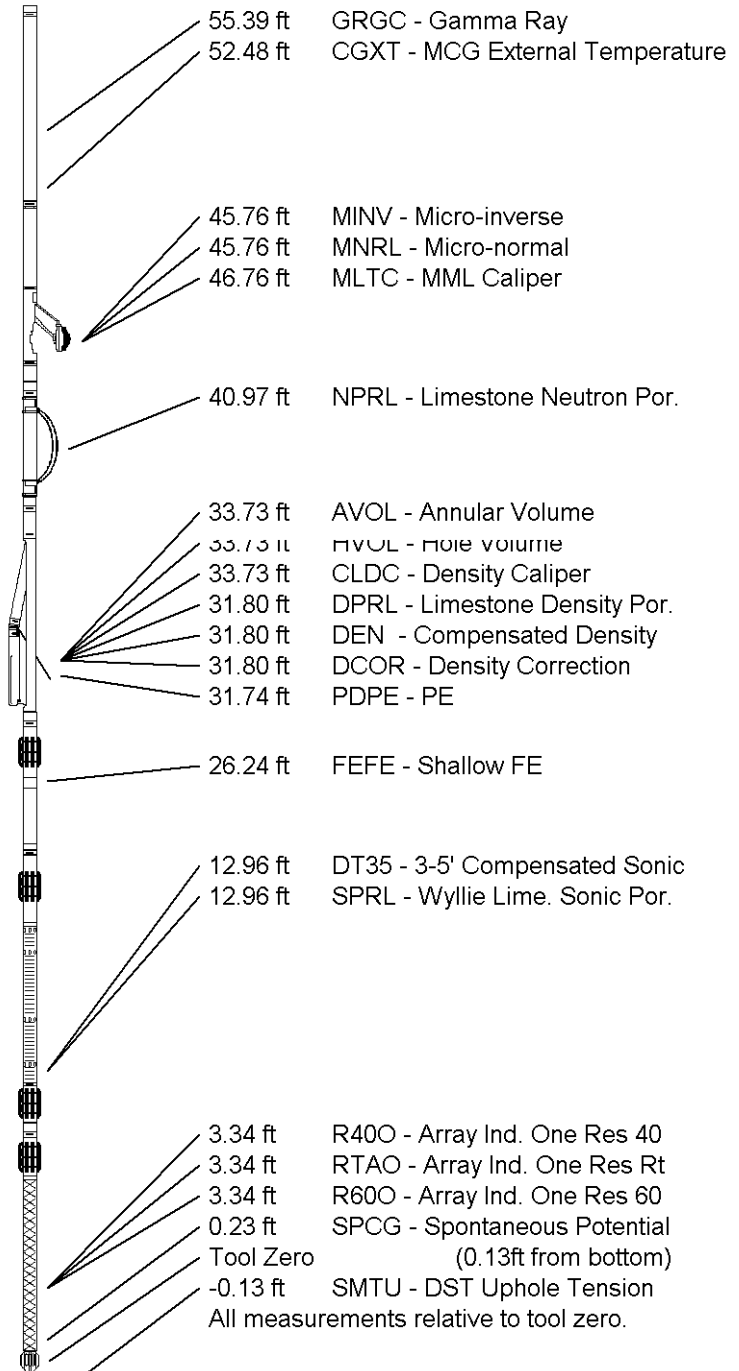 55.39 ft GRGC - Gamma Ray
52.48 ft CGXT - MCG External Temperature
45.76 ft MINV - Micro-inverse
45.76 ft MNRL - Micro-normal
46.76 ft MLTC - MML Caliper
40.97 ft NPRL - Limestone Neutron Por.
33.73 ft AVOL - Annular Volume
33.73 ft HVOL - Hole Volume
33.73 ft CLDC - Density Caliper
31.80 ft DPRL - Limestone Density Por.
31.80 ft DEN - Compensated Density
31.80 ft DCOR - Density Correction
31.74 ft PDPE - PE
26.24 ft FEFE - Shallow FE
12.96 ft DT35 - 3-5' Compensated Sonic
12.96 ft SPRL - Wyllie Lime. Sonic Por.
3.34 ft R40O - Array Ind. One Res 40
3.34 ft RTAO - Array Ind. One Res Rt
3.34 ft R60O - Array Ind. One Res 60
0.23 ft SPCG - Spontaneous Potential
Tool Zero (0.13ft from bottom)
-0.13 ft SMTU - DST Uphole Tension
All measurements relative to tool zero.